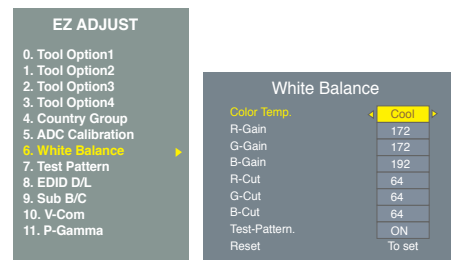 EZ ADJUST
0. Tool Option1
1. Tool Option2
2. Tool Option3
3. Tool Option4
4. Country Group
5. ADC Calibration
6. White Balance
7. Test Pattern
8. EDID D/L
9. Sub B/C
10. V-Com
11. P-Gamma
White Balance
Color Temp. Cool
R-Gain 172
G-Gain 172
B-Gain 192
R-Cut 64
G-Cut 64
B-Cut 64
Test-Pattern. ON
Reset To set